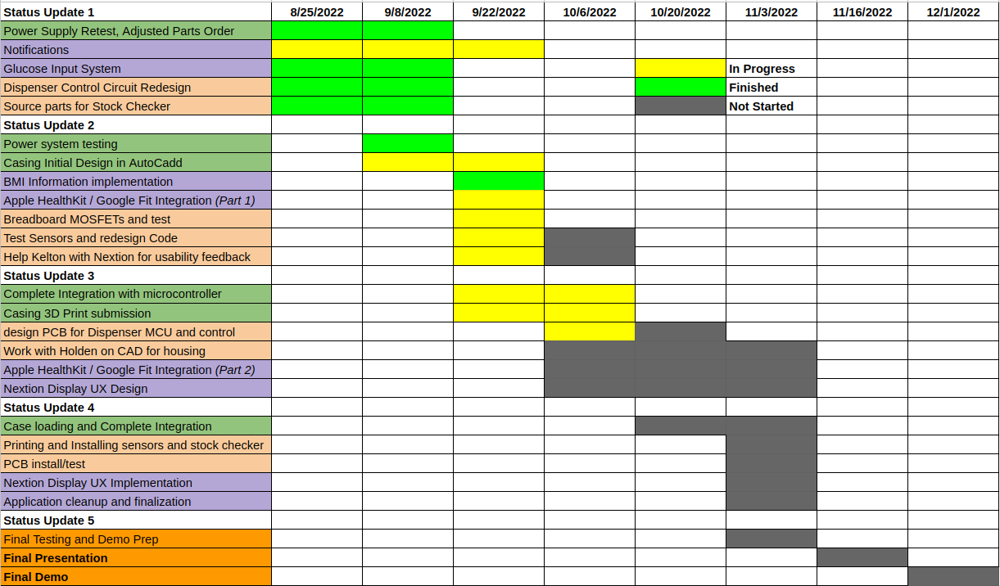 Status Update 1 8/25/2022 9/8/2022 9/22/2022 10/6/2022 10/20/2022 11/3/2022 11/16/2022 12/1/2022
Power Supply Retest, Adjusted Parts Order
Notifications
Glucose Input System In Progress
Dispenser Control Circuit Redesign Finished
Source parts for Stock Checker Not Started
Status Update 2
Power system testing
Casing Initial Design in AutoCadd
BMI Information implementation
Apple HealthKit / Google Fit Integration (Part 1)
Breadboard MOSFETs and test
Test Sensors and redesign Code
Help Kelton with Nextion for usability feedback
Status Update 3
Complete Integration with microcontroller
Casing 3D Print submission
design PCB for Dispenser MCU and control
Work with Holden on CAD for housing
Apple HealthKit / Google Fit Integration (Part 2)
Nextion Display UX Design
Status Update 4
Case loading and Complete Integration
Printing and Installing sensors and stock checker
PCB install/test
Nextion Display UX Implementation
Application cleanup and finalization
Status Update 5
Final Testing and Demo Prep
Final Presentation
Final Demo